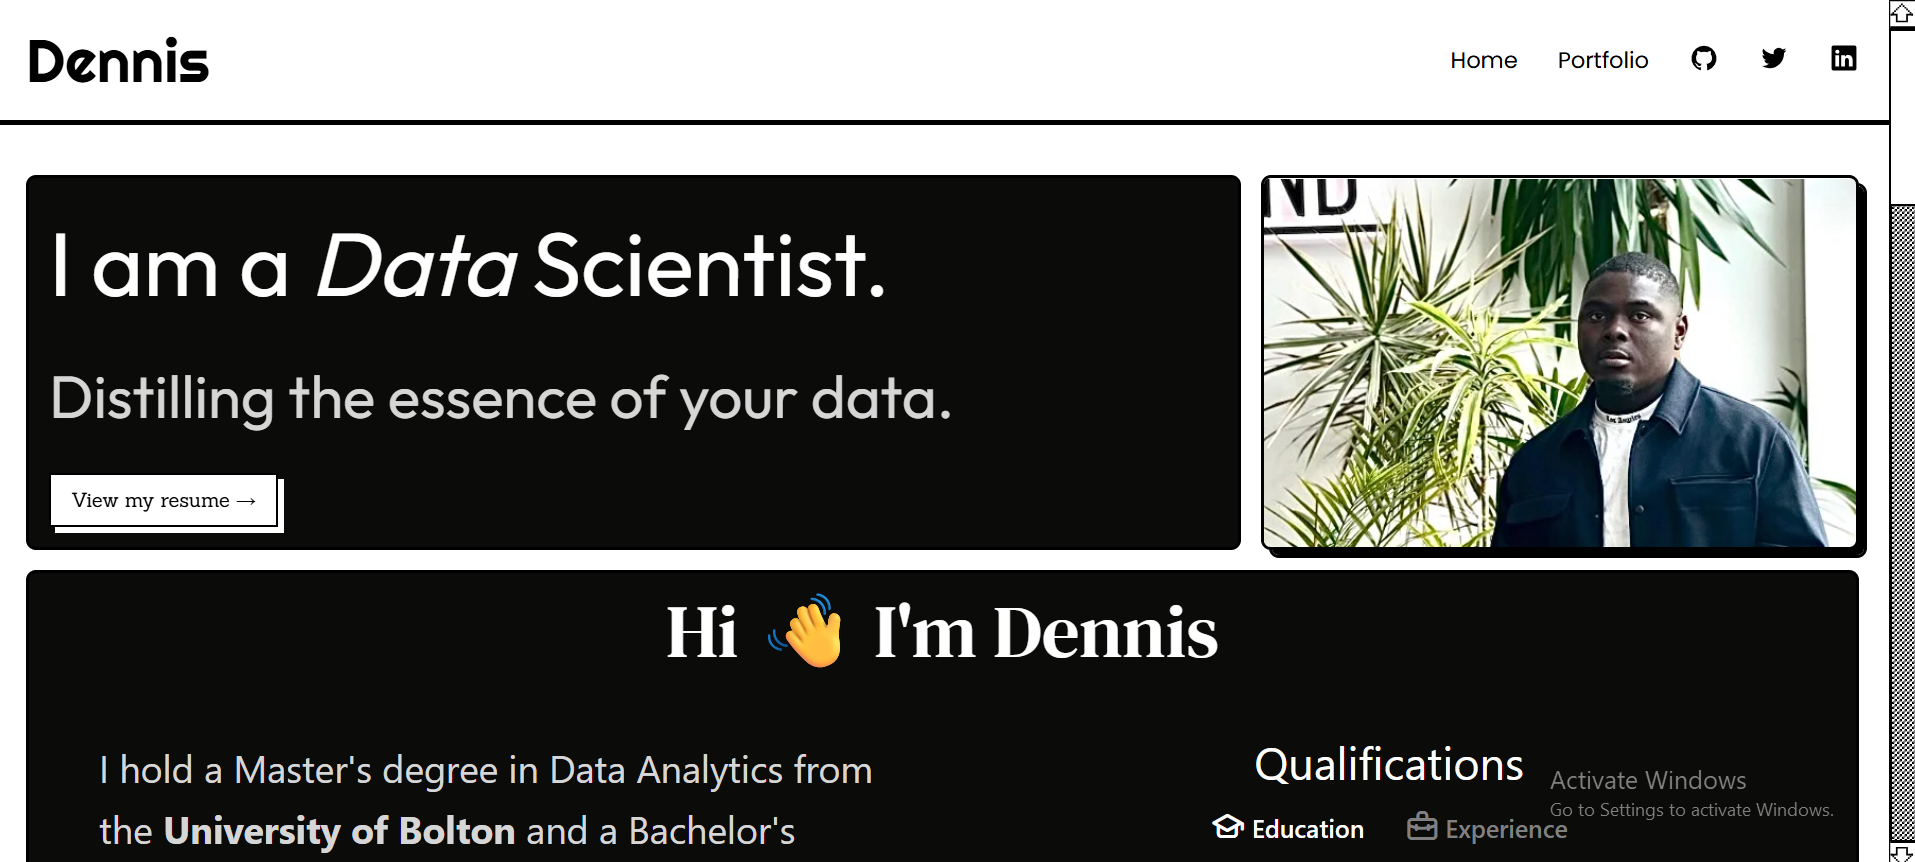 Dennis
Home
Portfolio
I am a Data Scientist.
Distilling the essence of your data.
View my resume →
ND
Los Angeles
Hi 👋 I'm Dennis
I hold a Master's degree in Data Analytics from
the University of Bolton and a Bachelor's
Qualifications
Education
Experience
Activate Windows
Go to Settings to activate Windows.